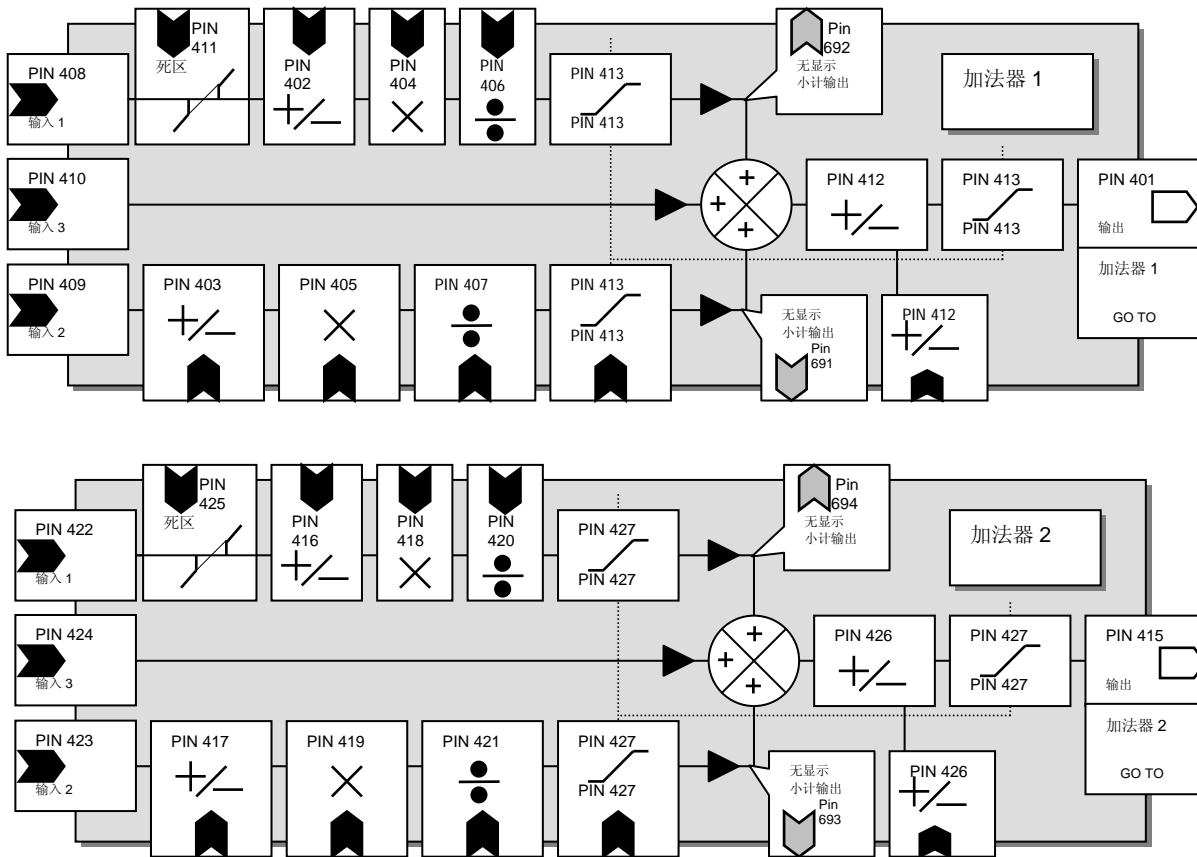 PIN 408
输入 1
PIN
411
死区
PIN
402
PIN
404
PIN
406
PIN 413
PIN 413
Pin
692
无显示
小计输出
加法器 1
PIN 410
输入 3
PIN 412
PIN 413
PIN 413
PIN 401
输出
加法器 1
GO TO
PIN 409
输入 2
PIN 403
PIN 405
PIN 407
PIN 413
PIN 413
无显示
小计输出
Pin
691
PIN 412
PIN 422
输入 1
PIN
425
死区
PIN
416
PIN
418
PIN
420
PIN 427
PIN 427
Pin
694
无显示
小计输出
加法器 2
PIN 424
输入 3
PIN 426
PIN 427
PIN 427
PIN 415
输出
加法器 2
GO TO
PIN 423
输入 2
PIN 417
PIN 419
PIN 421
PIN 427
PIN 427
无显示
小计输出
Pin
693
PIN 426